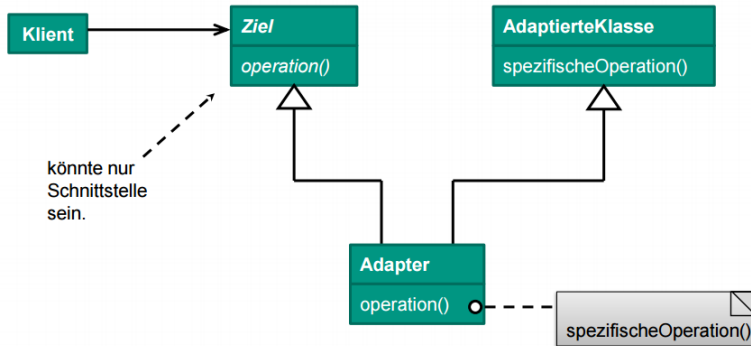 Klient
Ziel
operation()
AdaptierteKlasse
spezifischeOperation()
könnte nur
Schnittstelle
sein.
Adapter
operation()
spezifischeOperation()